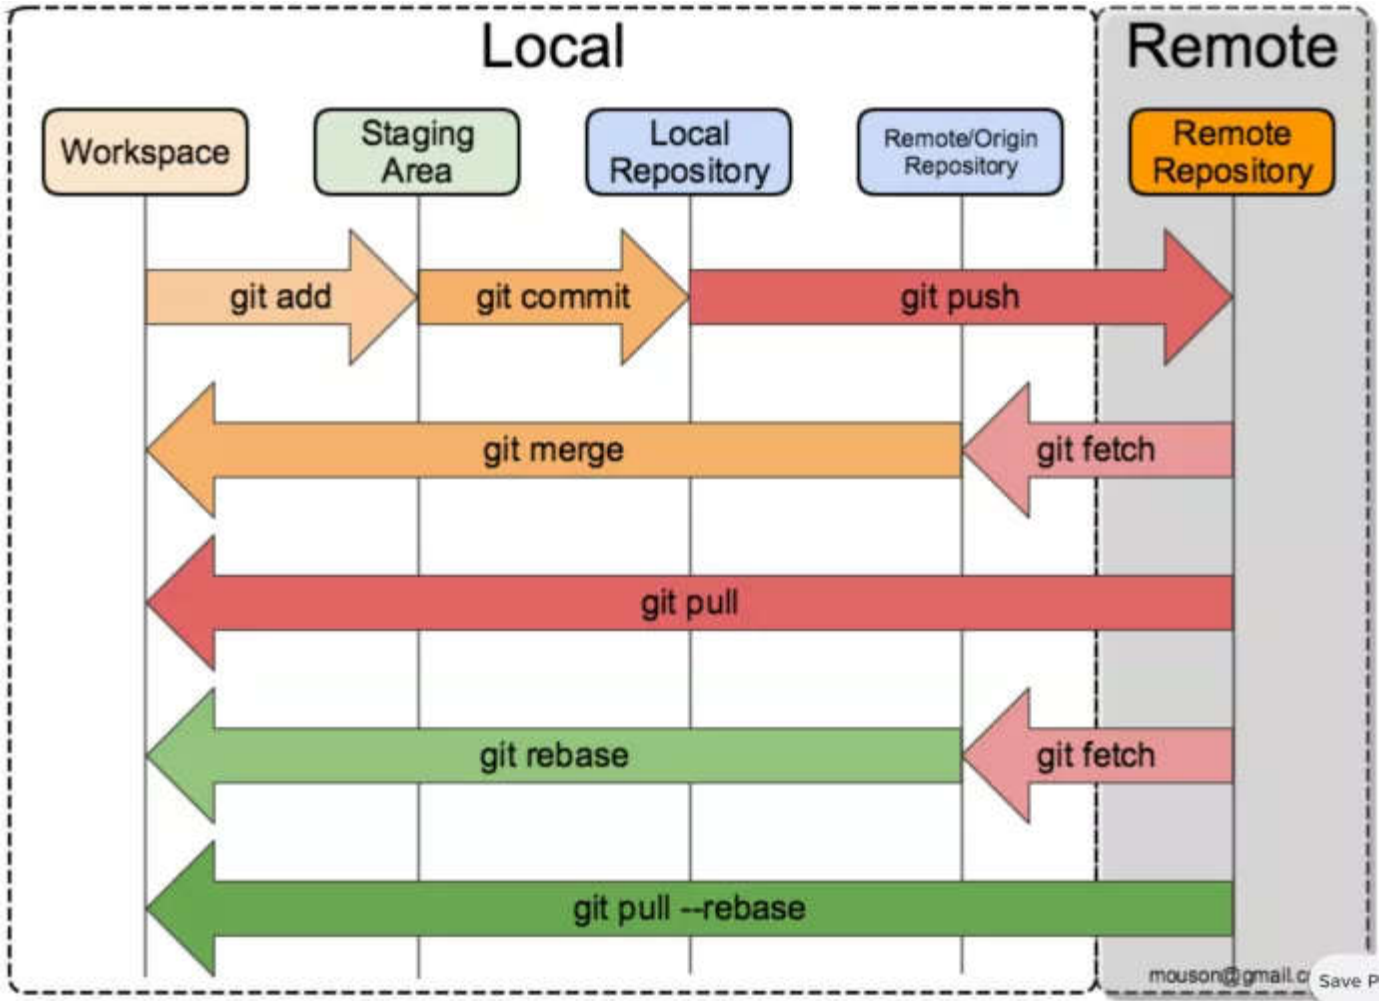 Local
Remote
Workspace
Staging
Area
Local
Repository
Remote/Origin
Repository
Remote
Repository
git add
git commit
git push
git merge
git fetch
git pull
git rebase
git fetch
git pull --rebase
mouson@gmail.c
Save P